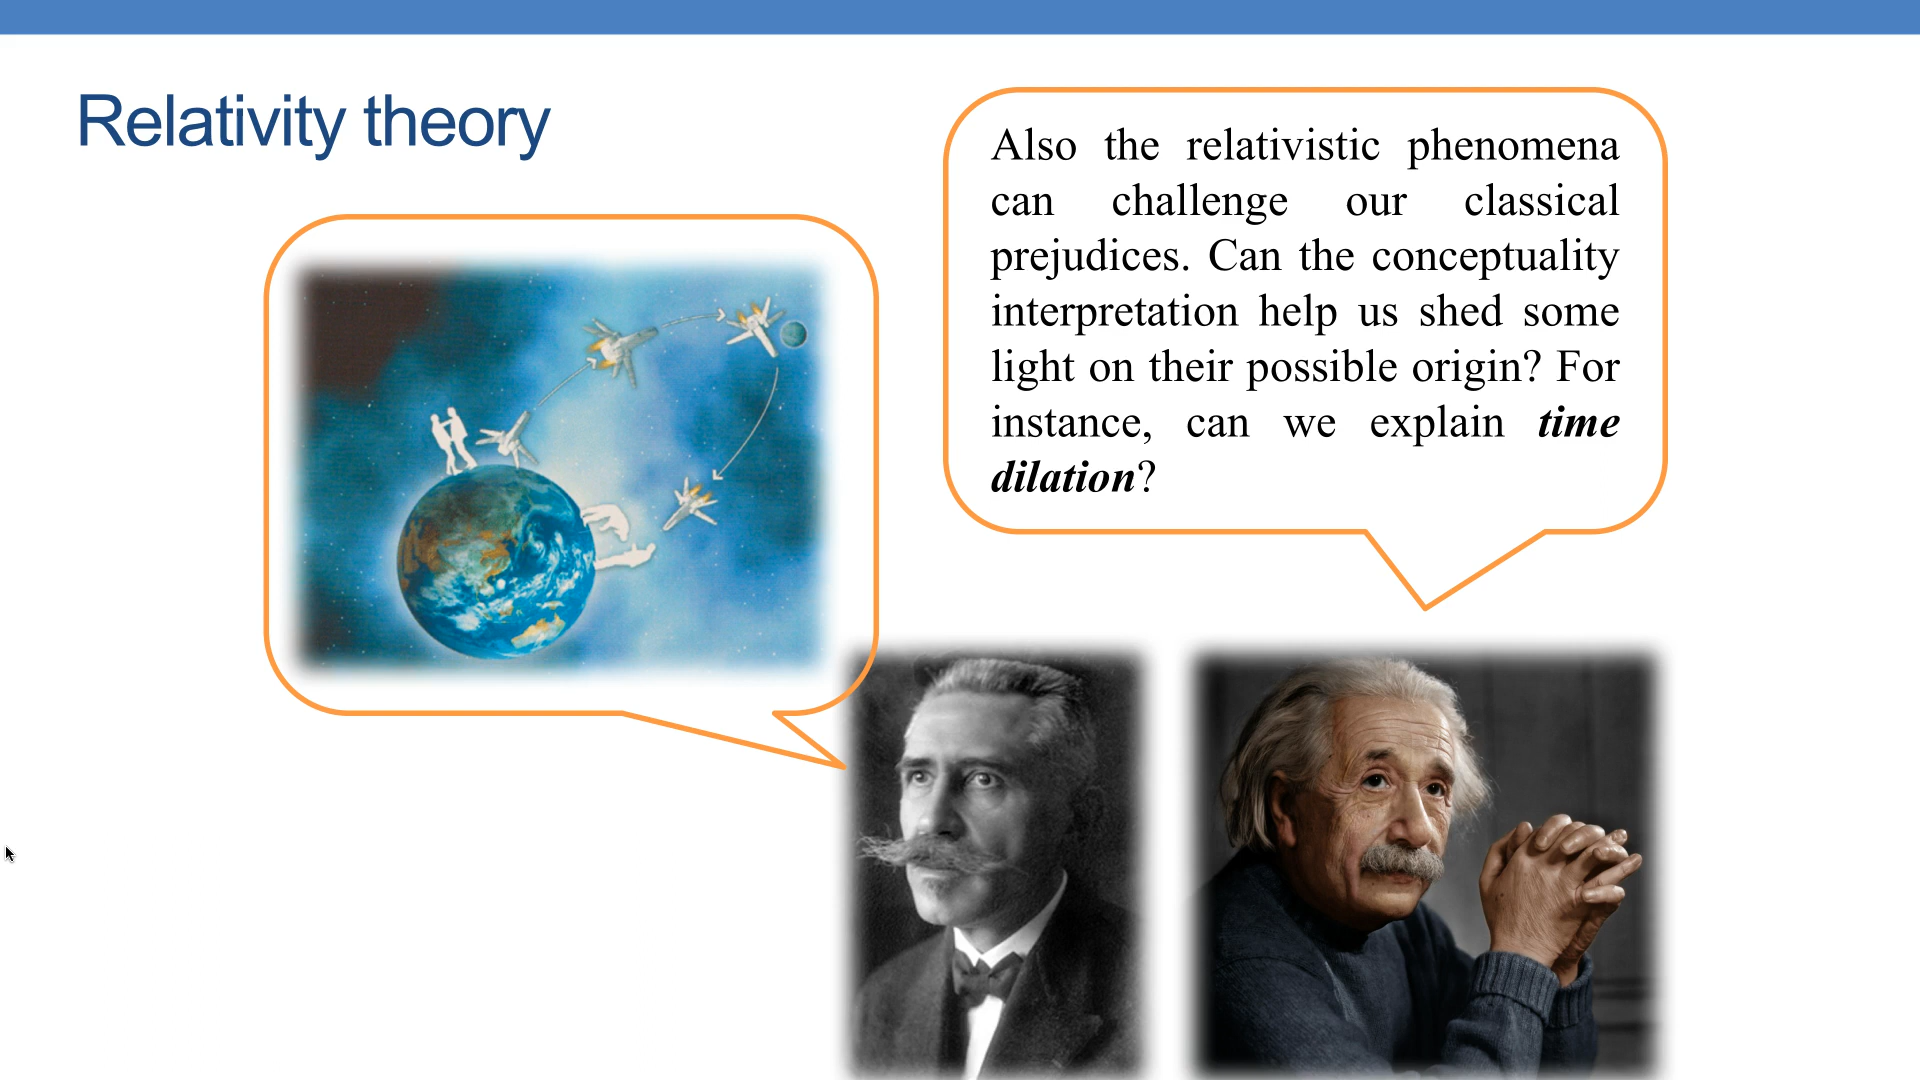 Relativity theory
Also the relativistic phenomena
can challenge our classical
prejudices. Can the conceptuality
interpretation help us shed some
light on their possible origin? For
instance, can we explain time
dilation?